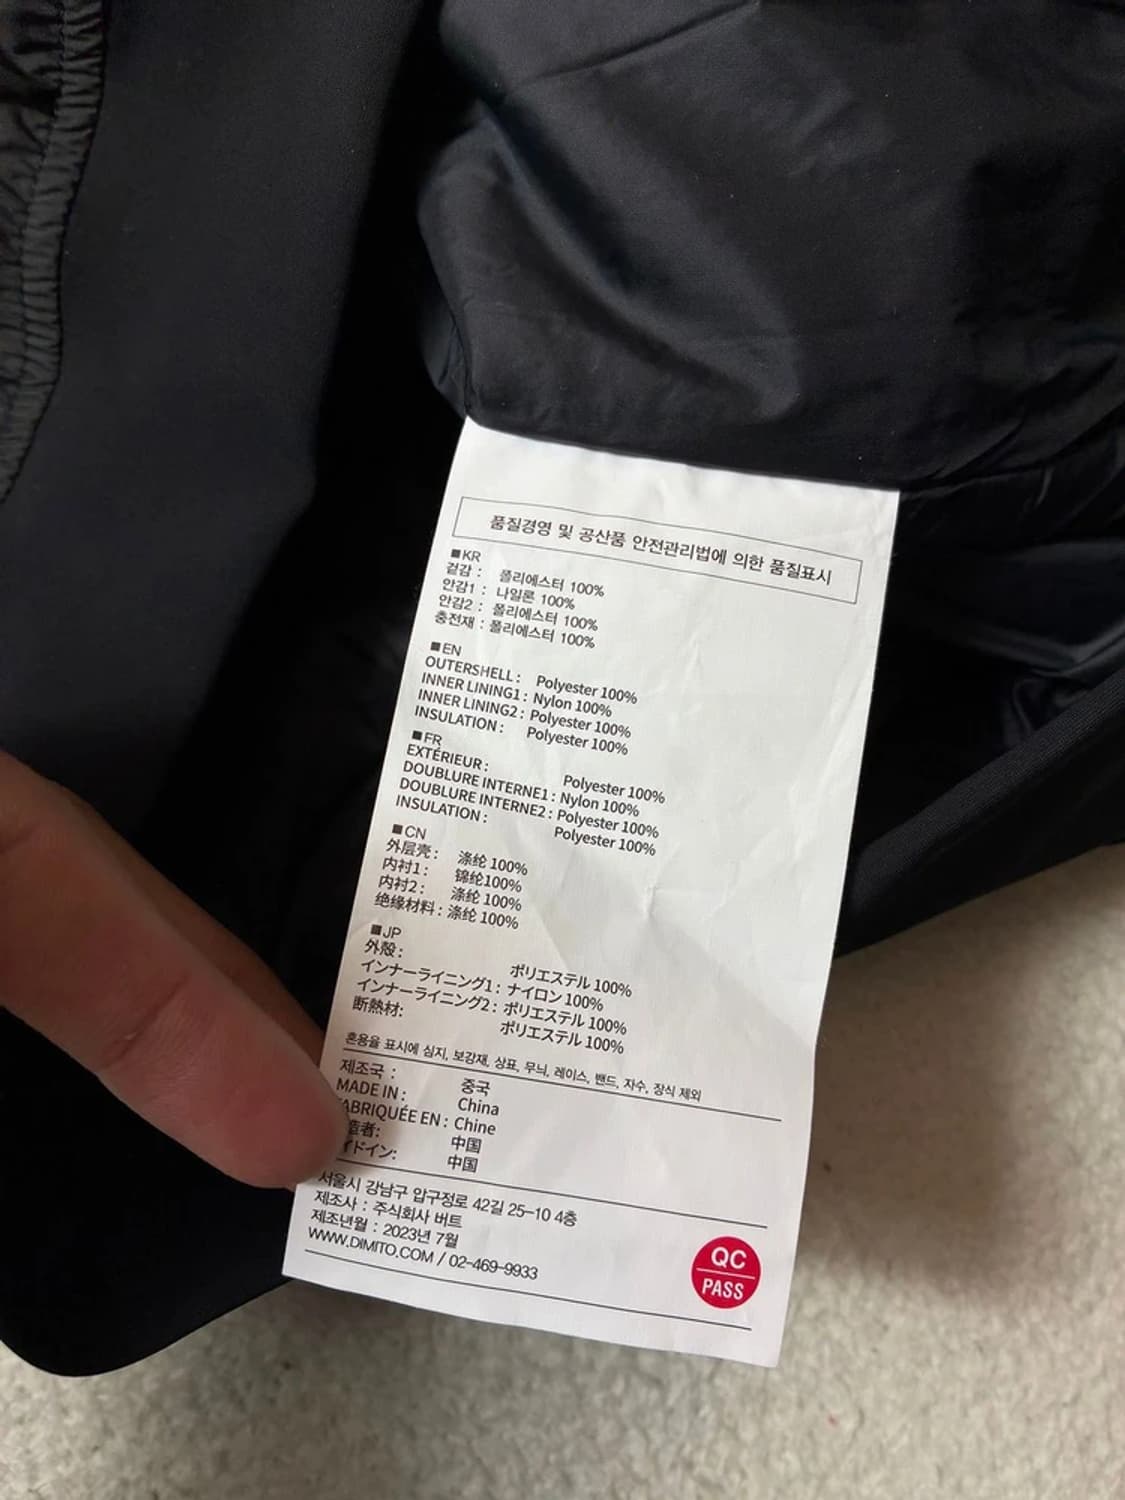 품질경영 및 공산품 안전관리법에 의한 품질표시
■KR
겉감 : 폴리에스터 100%
안감1 : 나일론 100%
안감2 : 폴리에스터 100%
충전재 : 폴리에스터 100%
■EN
OUTERSHELL : Polyester 100%
INNER LINING1 : Nylon 100%
INNER LINING2 : Polyester 100%
INSULATION : Polyester 100%
■FR
EXTÉRIEUR : Polyester 100%
DOUBLURE INTERNE1 : Nylon 100%
DOUBLURE INTERNE2 : Polyester 100%
INSULATION : Polyester 100%
■CN
外层壳 : 涤纶 100%
内衬1 : 锦纶100%
内衬2 : 涤纶 100%
绝缘材料 : 涤纶 100%
■JP
外殻 : ポリエステル 100%
インナーライニング1 : ナイロン 100%
インナーライニング2 : ポリエステル 100%
断熱材: ポリエステル 100%
혼용율 표시에 심지, 보강재, 상표, 무늬, 레이스, 밴드, 자수, 장식 제외
제조국 : 중국
MADE IN : China
FABRIQUÉE EN : Chine
造者: 中国
イドイン: 中国
서울시 강남구 압구정로 42길 25-10 4층
제조사 : 주식회사 버트
제조년월 : 2023년 7월
WWW.DIMITO.COM / 02-469-9933
QC
PASS